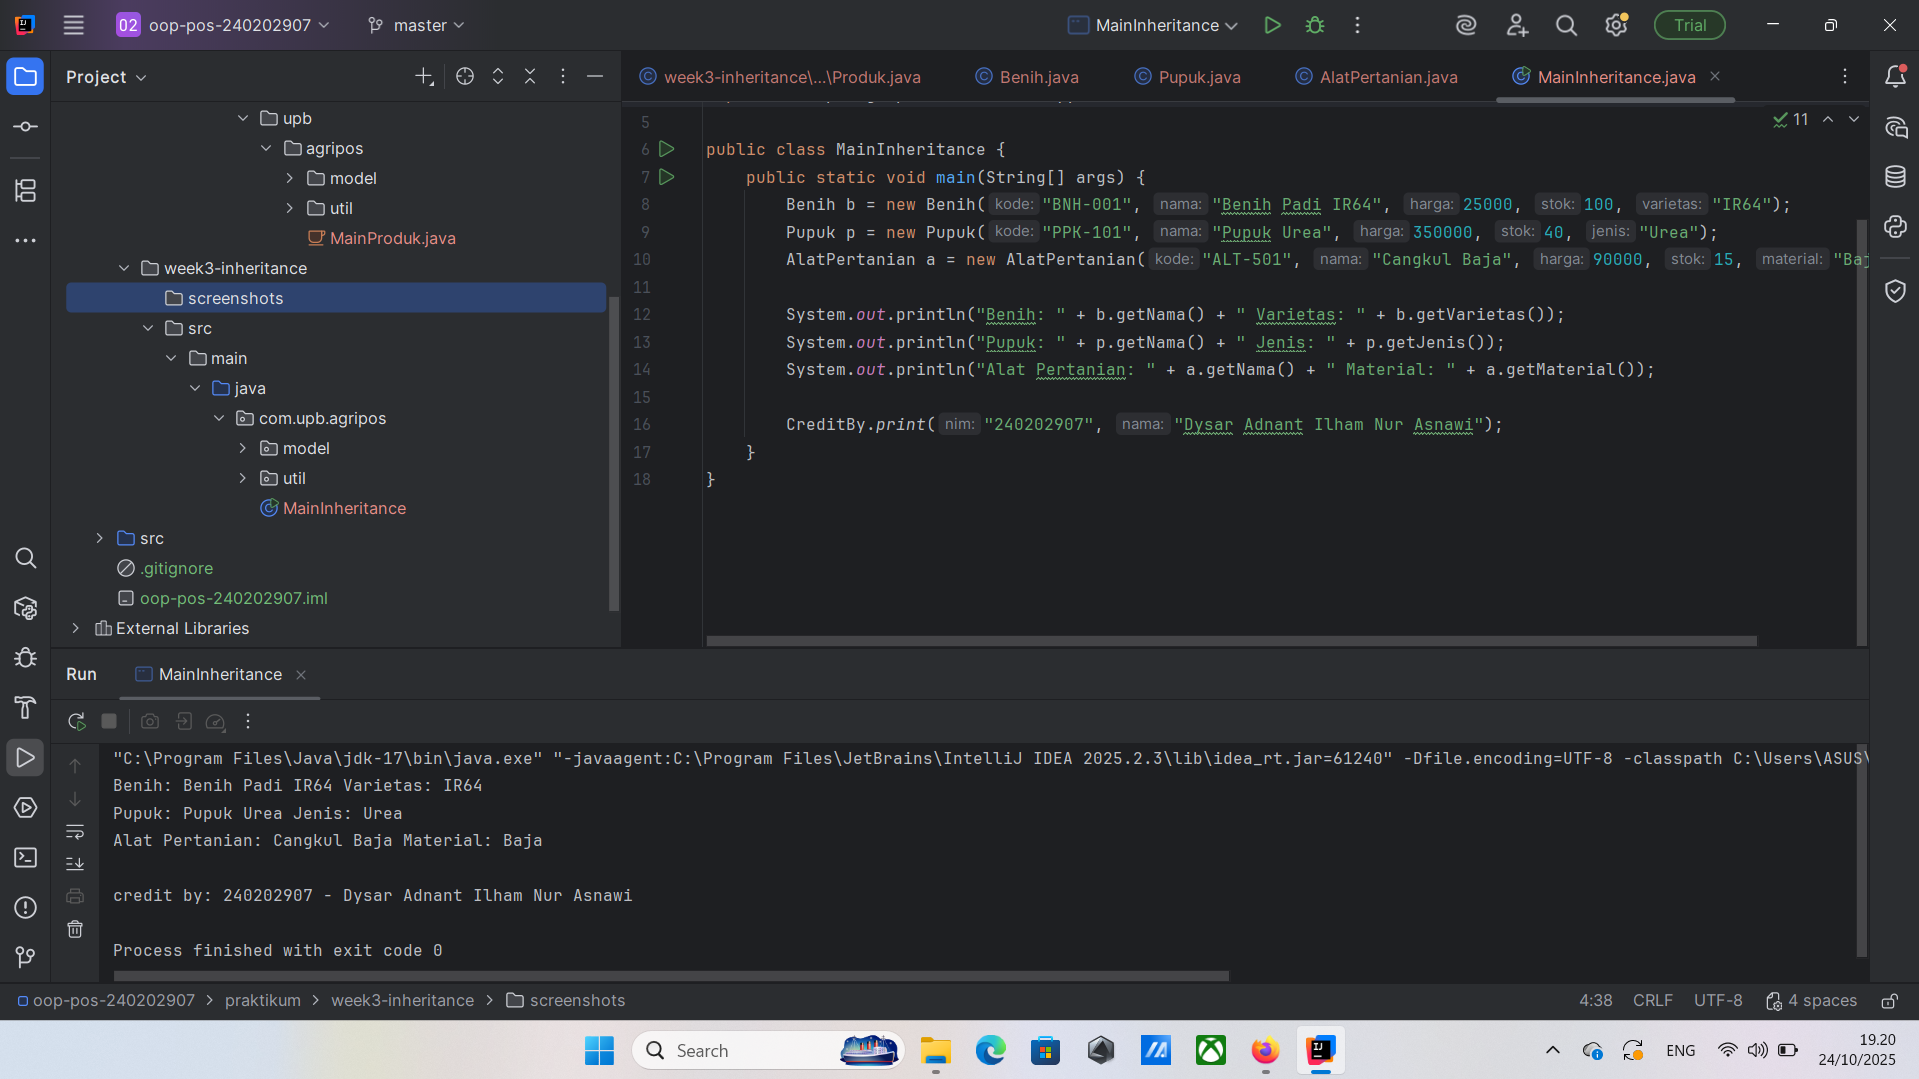 02 oop-pos-240202907 master MainInheritance Trial
Project
week3-inheritance\...\Produk.java Benih.java Pupuk.java AlatPertanian.java MainInheritance.java
upb
agripos
model
util
MainProduk.java
week3-inheritance
screenshots
src
main
java
com.upb.agripos
model
util
MainInheritance
src
.gitignore
oop-pos-240202907.iml
External Libraries
11
5
6 public class MainInheritance {
7 public static void main(String[] args) {
8 Benih b = new Benih( kode: "BNH-001", nama: "Benih Padi IR64", harga: 25000, stok: 100, varietas: "IR64");
9 Pupuk p = new Pupuk( kode: "PPK-101", nama: "Pupuk Urea", harga: 350000, stok: 40, jenis: "Urea");
10 AlatPertanian a = new AlatPertanian( kode: "ALT-501", nama: "Cangkul Baja", harga: 90000, stok: 15, material: "Baj
11
12 System.out.println("Benih: " + b.getNama() + " Varietas: " + b.getVarietas());
13 System.out.println("Pupuk: " + p.getNama() + " Jenis: " + p.getJenis());
14 System.out.println("Alat Pertanian: " + a.getNama() + " Material: " + a.getMaterial());
15
16 CreditBy.print( nim: "240202907", nama: "Dysar Adnant Ilham Nur Asnawi");
17 }
18 }
Run MainInheritance
"C:\Program Files\Java\jdk-17\bin\java.exe" "-javaagent:C:\Program Files\JetBrains\IntelliJ IDEA 2025.2.3\lib\idea_rt.jar=61240" -Dfile.encoding=UTF-8 -classpath C:\Users\ASUS\
Benih: Benih Padi IR64 Varietas: IR64
Pupuk: Pupuk Urea Jenis: Urea
Alat Pertanian: Cangkul Baja Material: Baja
credit by: 240202907 - Dysar Adnant Ilham Nur Asnawi
Process finished with exit code 0
oop-pos-240202907 > praktikum > week3-inheritance > screenshots 4:38 CRLF UTF-8 4 spaces
Search
ENG
19.20
24/10/2025